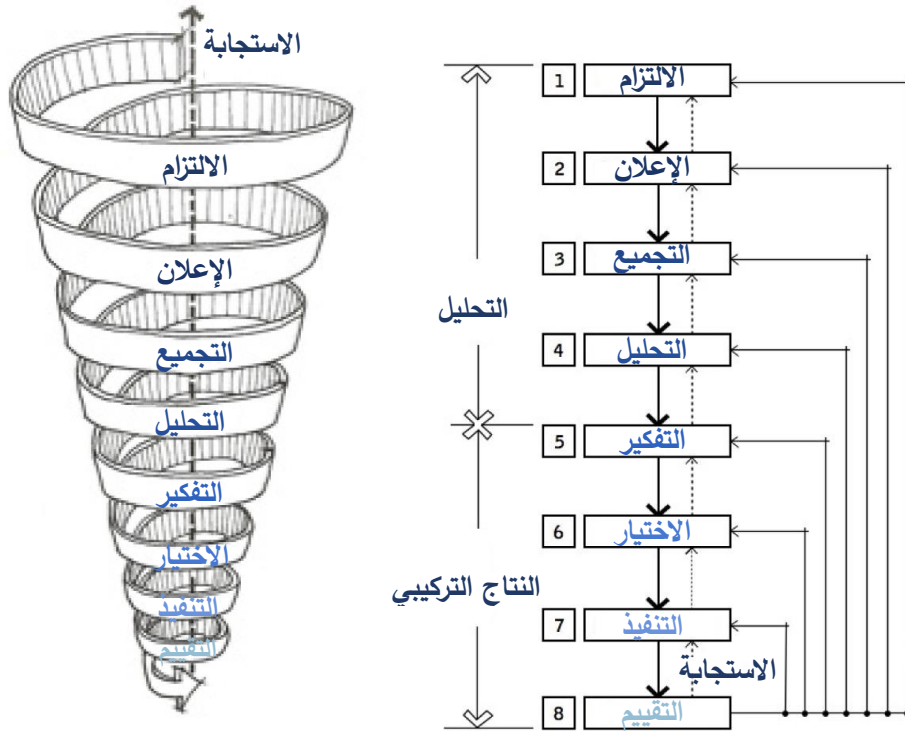 الاستجابة
الالتزام
الإعلان
التجميع
التحليل
التفكير
الاختيار
التنفيذ
التقييم
التحليل
النتاج التركيبي
1 الالتزام
2 الإعلان
3 التجميع
4 التحليل
5 التفكير
6 الاختيار
7 التنفيذ
الاستجابة
8 التقييم